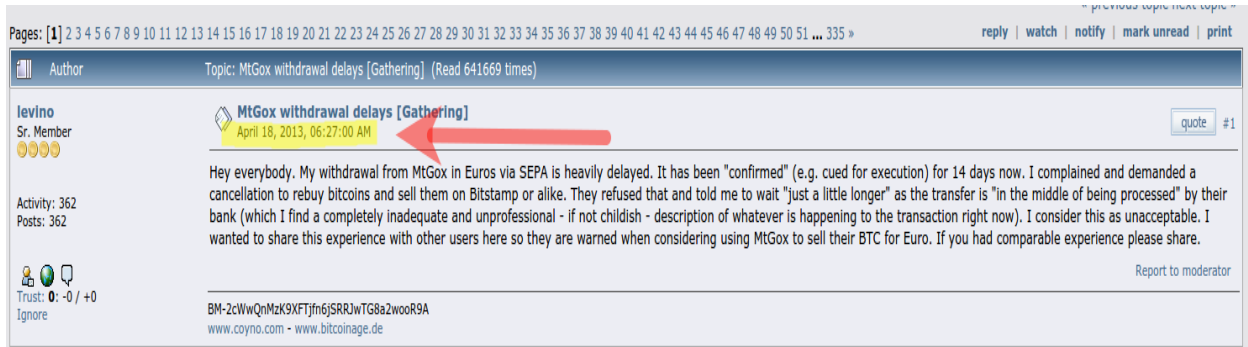 « previous topic next topic »
Pages: [1] 2 3 4 5 6 7 8 9 10 11 12 13 14 15 16 17 18 19 20 21 22 23 24 25 26 27 28 29 30 31 32 33 34 35 36 37 38 39 40 41 42 43 44 45 46 47 48 49 50 51 ... 335 »
reply | watch | notify | mark unread | print
Author
Topic: MtGox withdrawal delays [Gathering] (Read 641669 times)
levino
Sr. Member
Activity: 362
Posts: 362
Trust: 0: -0 / +0
Ignore
MtGox withdrawal delays [Gathering]
April 18, 2013, 06:27:00 AM
quote #1
Hey everybody. My withdrawal from MtGox in Euros via SEPA is heavily delayed. It has been "confirmed" (e.g. cued for execution) for 14 days now. I complained and demanded a
cancellation to rebuy bitcoins and sell them on Bitstamp or alike. They refused that and told me to wait "just a little longer" as the transfer is "in the middle of being processed" by their
bank (which I find a completely inadequate and unprofessional - if not childish - description of whatever is happening to the transaction right now). I consider this as unacceptable. I
wanted to share this experience with other users here so they are warned when considering using MtGox to sell their BTC for Euro. If you had comparable experience please share.
Report to moderator
BM-2cWwQnMzK9XFTjfn6jSRRJwTG8a2wooR9A
www.coyno.com - www.bitcoinage.de